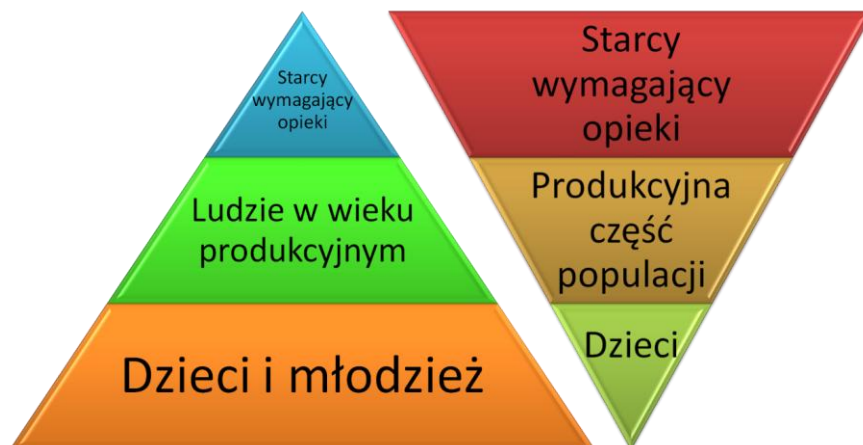 Starcy
wymagający
opieki
Ludzie w wieku
produkcyjnym
Dzieci i młodzież
Starcy
wymagający
opieki
Produkcyjna
część
populacji
Dzieci